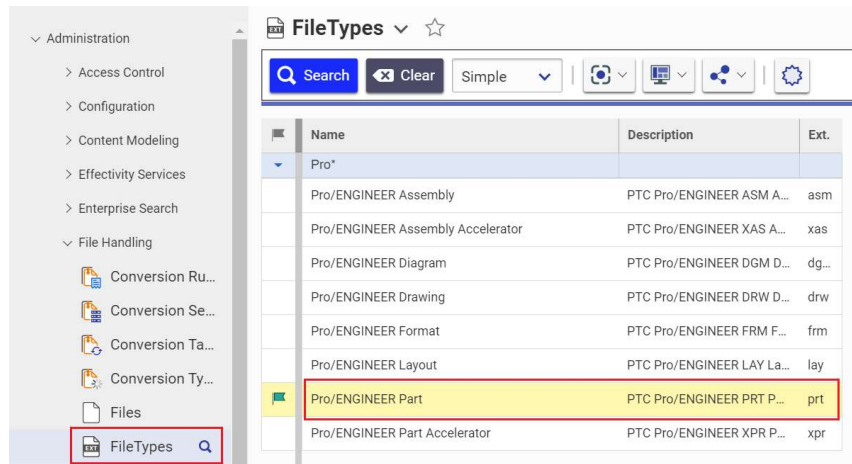 Administration
Access Control
Configuration
Content Modeling
Effectivity Services
Enterprise Search
File Handling
Conversion Ru...
Conversion Se...
Conversion Ta...
Conversion Ty...
Files
EXT FileTypes
EXT FileTypes
Search Clear Simple
Name Description Ext.
Pro*
Pro/ENGINEER Assembly PTC Pro/ENGINEER ASM A... asm
Pro/ENGINEER Assembly Accelerator PTC Pro/ENGINEER XAS A... xas
Pro/ENGINEER Diagram PTC Pro/ENGINEER DGM D... dg...
Pro/ENGINEER Drawing PTC Pro/ENGINEER DRW D... drw
Pro/ENGINEER Format PTC Pro/ENGINEER FRM F... frm
Pro/ENGINEER Layout PTC Pro/ENGINEER LAY La... lay
Pro/ENGINEER Part PTC Pro/ENGINEER PRT P... prt
Pro/ENGINEER Part Accelerator PTC Pro/ENGINEER XPR P... xpr